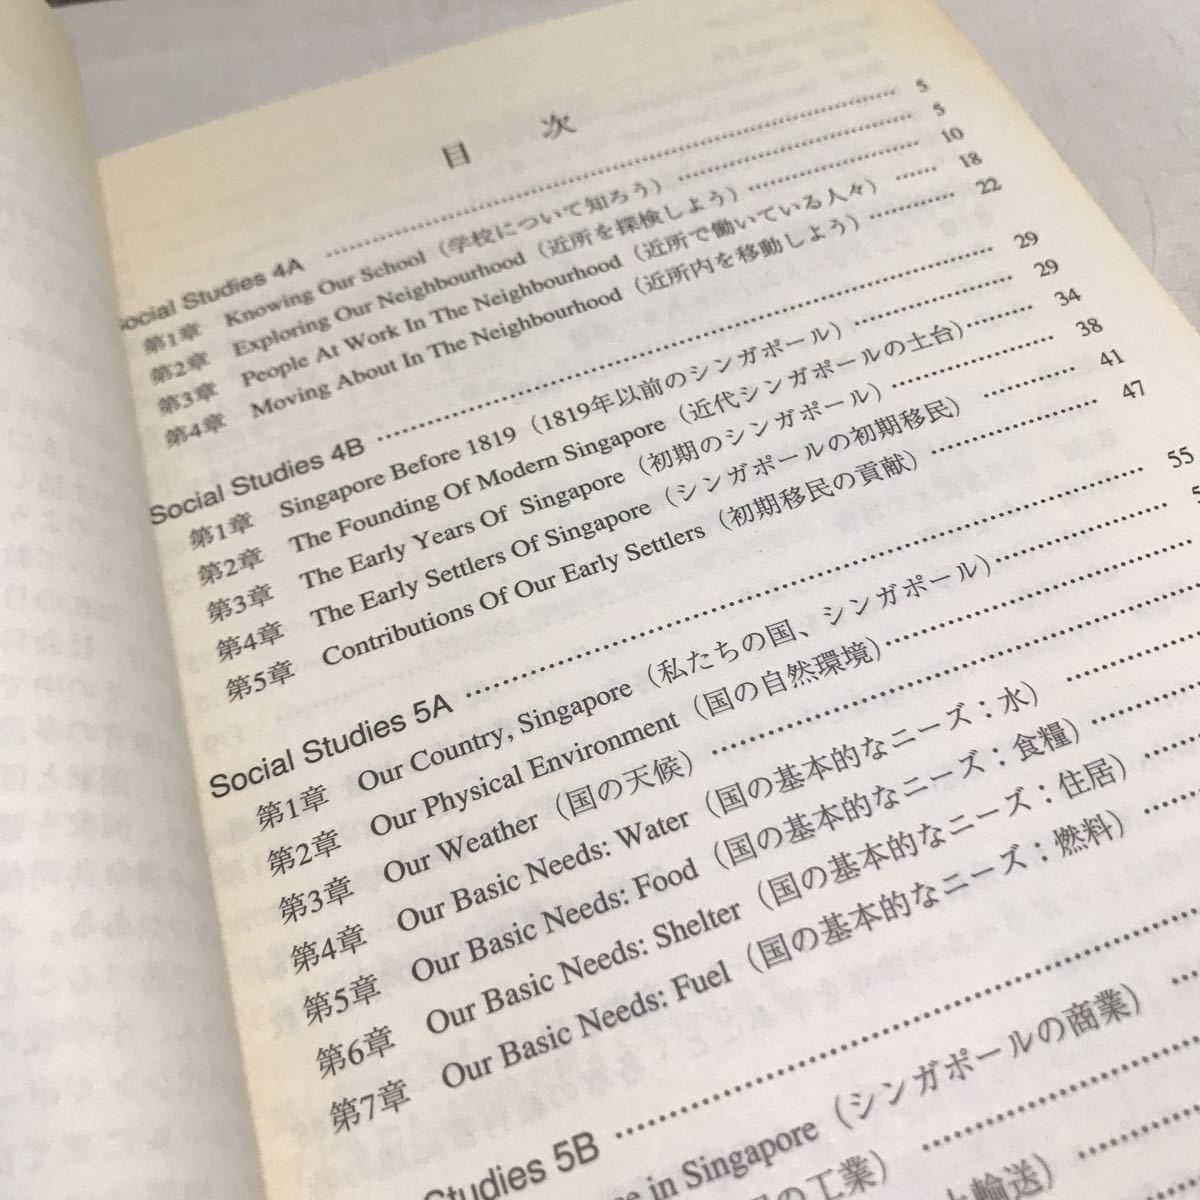 目 次
Social Studies 4A ………… 5
第1章 Knowing Our School（学校について知ろう）………… 5
第2章 Exploring Our Neighbourhood（近所を探検しよう）………… 10
第3章 People At Work In The Neighbourhood（近所で働いている人々）…… 18
第4章 Moving About In The Neighbourhood（近所内を移動しよう）………… 22
Social Studies 4B ………… 29
第1章 Singapore Before 1819（1819年以前のシンガポール）………… 29
第2章 The Founding Of Modern Singapore（近代シンガポールの土台）……… 34
第3章 The Early Years Of Singapore（初期のシンガポール）………… 38
第4章 The Early Settlers Of Singapore（シンガポールの初期移民）………… 41
第5章 Contributions Of Our Early Settlers（初期移民の貢献）………… 47
Social Studies 5A ………… 55
第1章 Our Country, Singapore（私たちの国、シンガポール）………… 5
第2章 Our Physical Environment（国の自然環境）…………
第3章 Our Weather（国の天候）…………
第4章 Our Basic Needs: Water（国の基本的なニーズ：水）…………
第5章 Our Basic Needs: Food（国の基本的なニーズ：食糧）…………
第6章 Our Basic Needs: Shelter（国の基本的なニーズ：住居）…………
第7章 Our Basic Needs: Fuel（国の基本的なニーズ：燃料）…………
Studies 5B …………
in Singapore（シンガポールの商業）…………
の工業）…………
輸送）